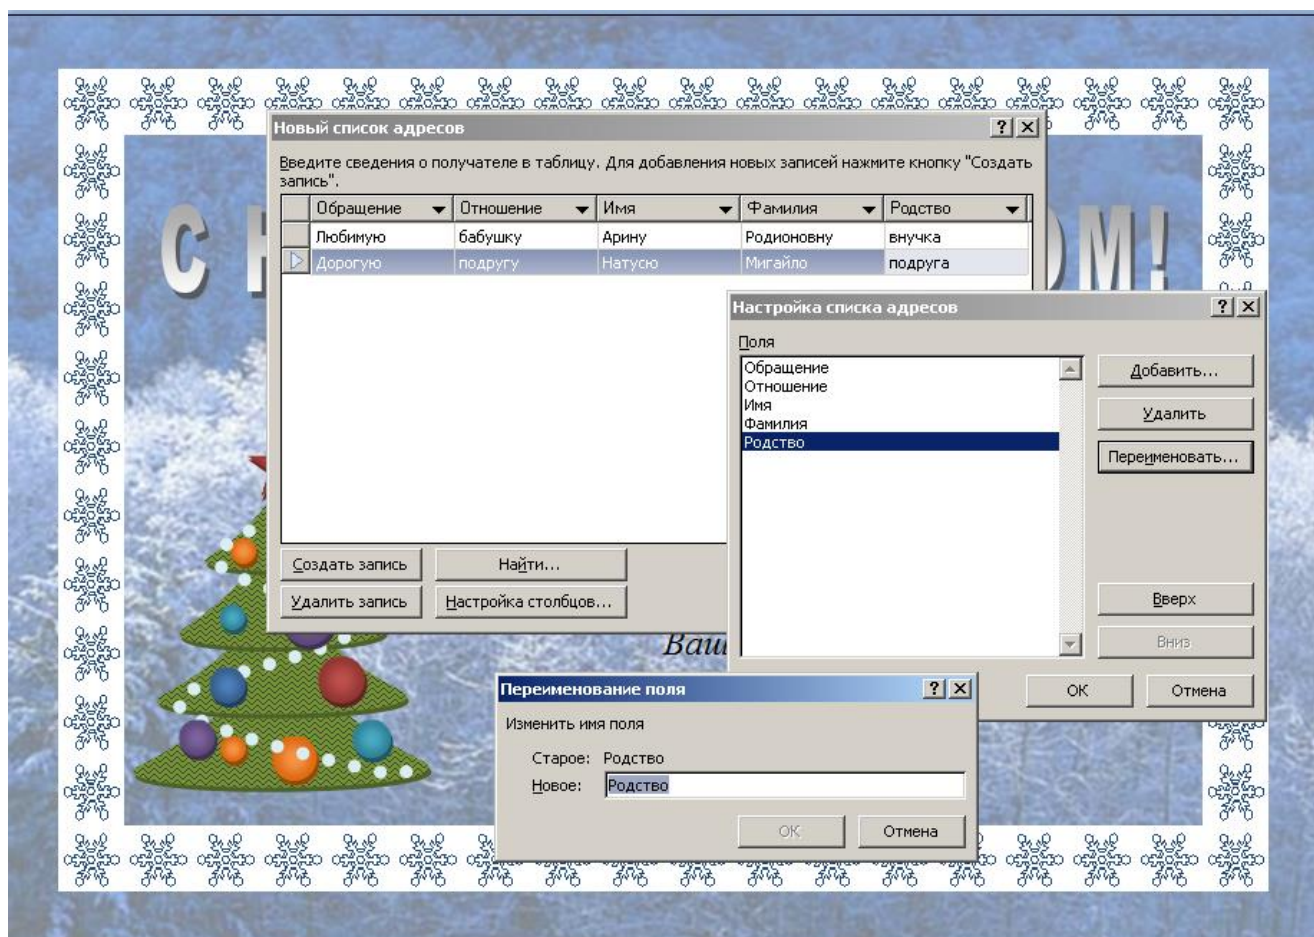 С Н
ОМ!
Новый список адресов
Введите сведения о получателе в таблицу. Для добавления новых записей нажмите кнопку "Создать
запись".
Обращение Отношение Имя Фамилия Родство
Любимую бабушку Арину Родионовну внучка
Дорогую подругу Натусю Мигайло подруга
Создать запись Найти...
Удалить запись Настройка столбцов...
Ваш
Настройка списка адресов
Поля
Обращение
Отношение
Имя
Фамилия
Родство
Добавить...
Удалить
Переименовать...
Вверх
Вниз
ОК Отмена
Переименование поля
Изменить имя поля
Старое: Родство
Новое: Родство
ОК Отмена